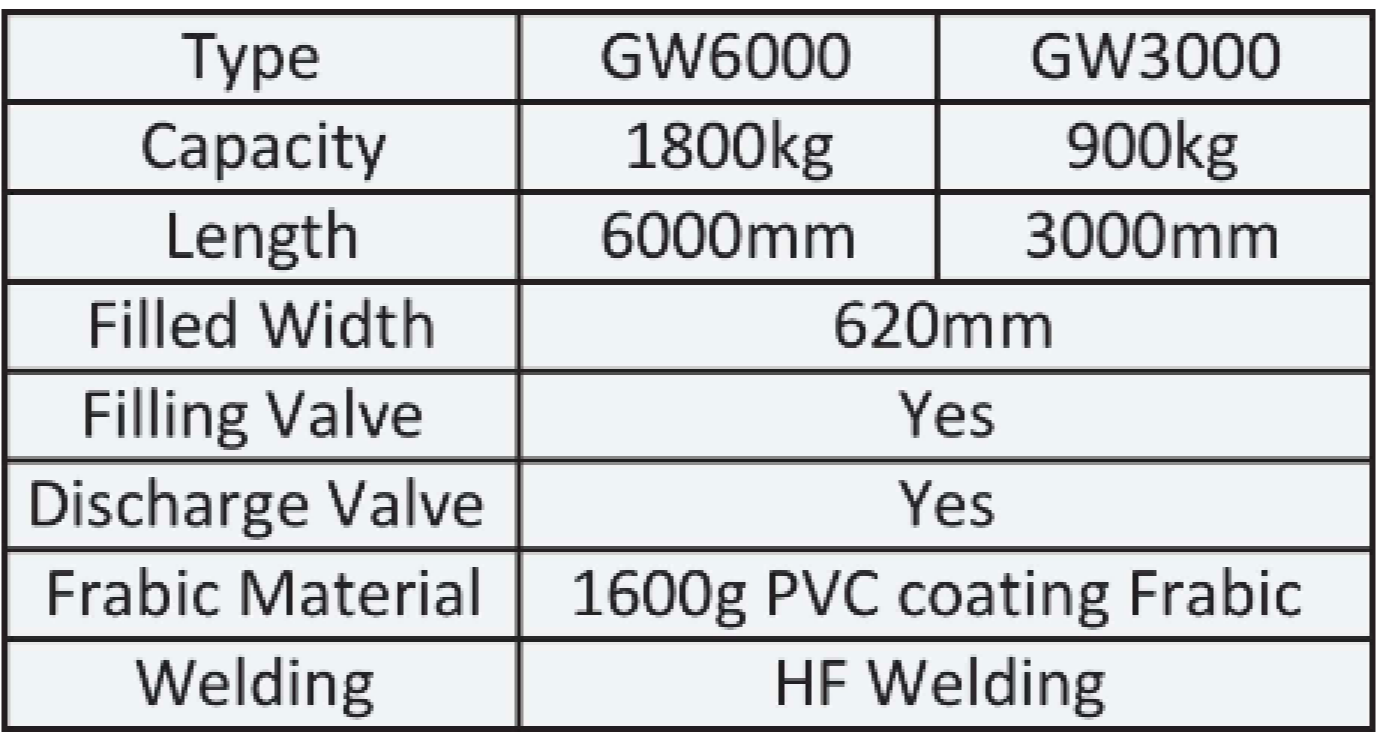 Type GW6000 GW3000
Capacity 1800kg 900kg
Length 6000mm 3000mm
Filled Width 620mm
Filling Valve Yes
Discharge Valve Yes
Frabic Material 1600g PVC coating Frabic
Welding HF Welding